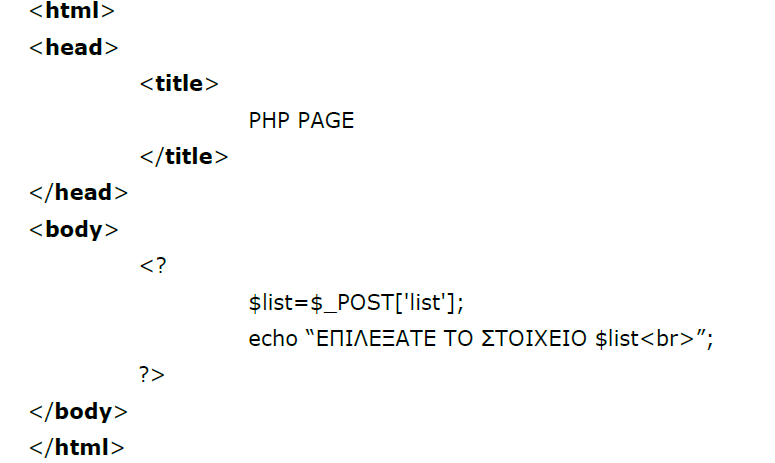 <html>
<head>
<title>
PHP PAGE
</title>
</head>
<body>
<?
$list=$_POST['list'];
echo “ΕΠΙΛΕΞΑΤΕ ΤΟ ΣΤΟΙΧΕΙΟ $list<br>”;
?>
</body>
</html>